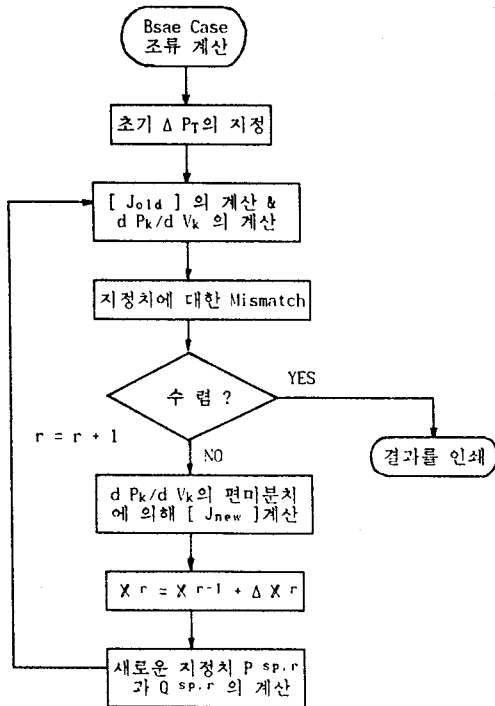 Bsae Case
조류 계산
초기 Δ PT의 지정
[ Jold ] 의 계산 &
d Pk/d Vk 의 계산
지정치에 대한 Mismatch
수 렴 ?
YES
r = r + 1
NO
결과를 인쇄
d Pk/d Vk의 편미분치
에 의해 [ Jnew ]계산
X r = X r-1 + Δ X r
새로운 지정치 P sp,r
과 Q sp,r 의 계산